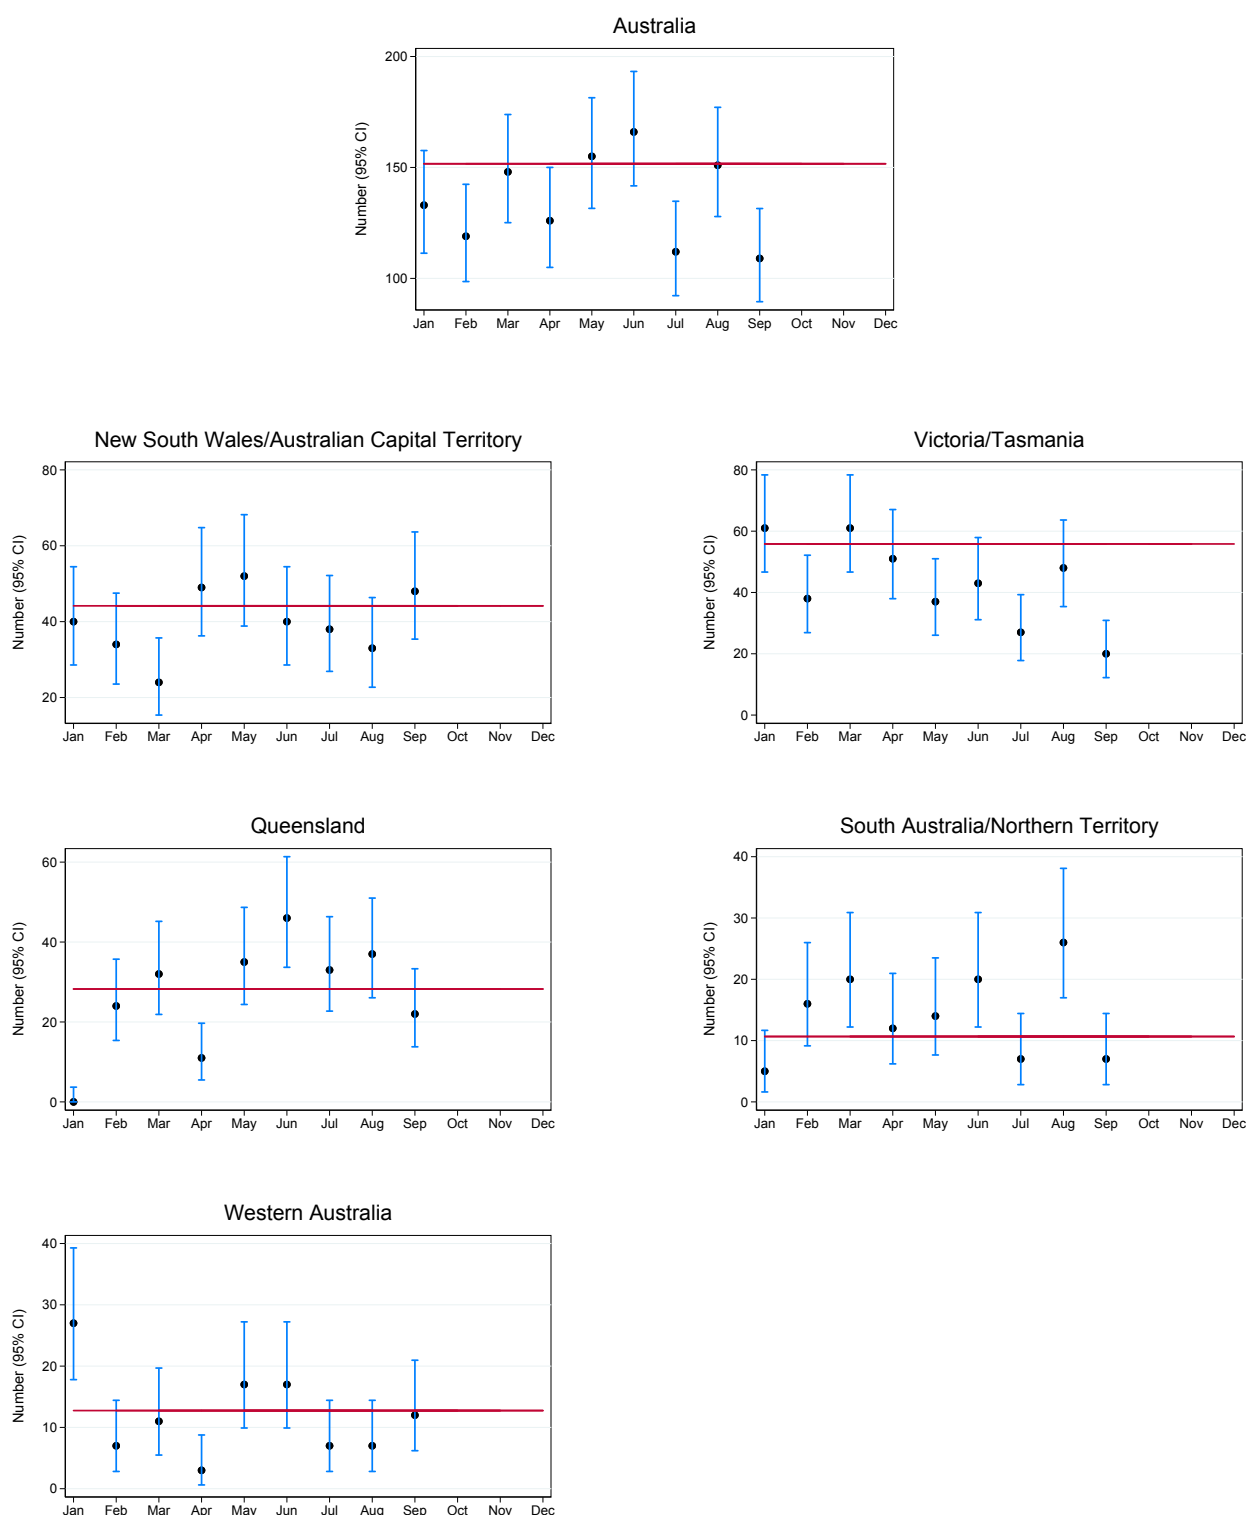 Australia
Number (95% CI)
200
150
100
Jan Feb Mar Apr May Jun Jul Aug Sep Oct Nov Dec
New South Wales/Australian Capital Territory
Number (95% CI)
80
60
40
20
Jan Feb Mar Apr May Jun Jul Aug Sep Oct Nov Dec
Victoria/Tasmania
Number (95% CI)
80
60
40
20
0
Jan Feb Mar Apr May Jun Jul Aug Sep Oct Nov Dec
Queensland
Number (95% CI)
60
40
20
0
Jan Feb Mar Apr May Jun Jul Aug Sep Oct Nov Dec
South Australia/Northern Territory
Number (95% CI)
40
30
20
10
0
Jan Feb Mar Apr May Jun Jul Aug Sep Oct Nov Dec
Western Australia
Number (95% CI)
40
30
20
10
0
Jan Feb Mar Apr May Jun Jul Aug Sep Oct Nov Dec